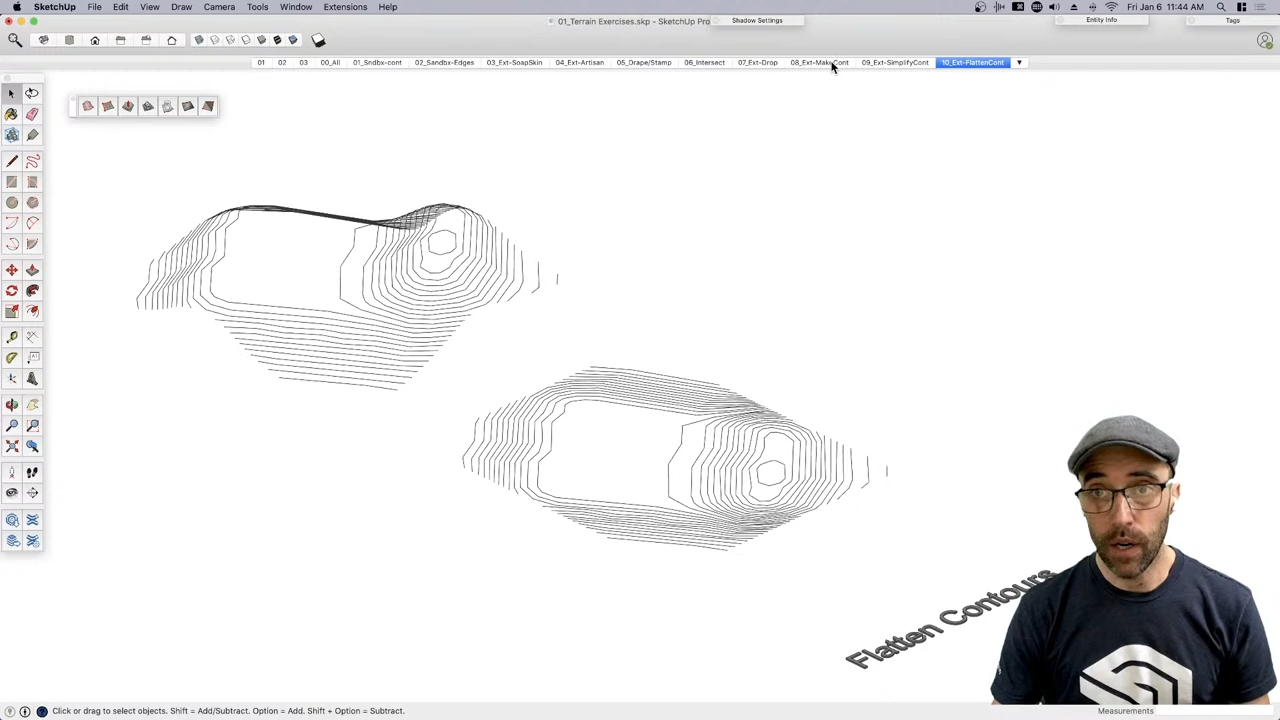 SketchUp File Edit View Draw Camera Tools Window Extensions Help Fri Jan 6 11:44 AM
01_Terrain Exercises.skp - SketchUp Pro
Shadow Settings
Entity Info
Tags
01 02 03 00_All 01_Sndbx-cont 02_Sandbx-Edges 03_Ext-SoapSkin 04_Ext-Artisan 05_Drape/Stamp 06_Intersect 07_Ext-Drop 08_Ext-MakeCont 09_Ext-SimplifyCont 10_Ext-FlattenCont
Flatten Contours
Click or drag to select objects. Shift = Add/Subtract. Option = Add. Shift + Option = Subtract.
Measurements